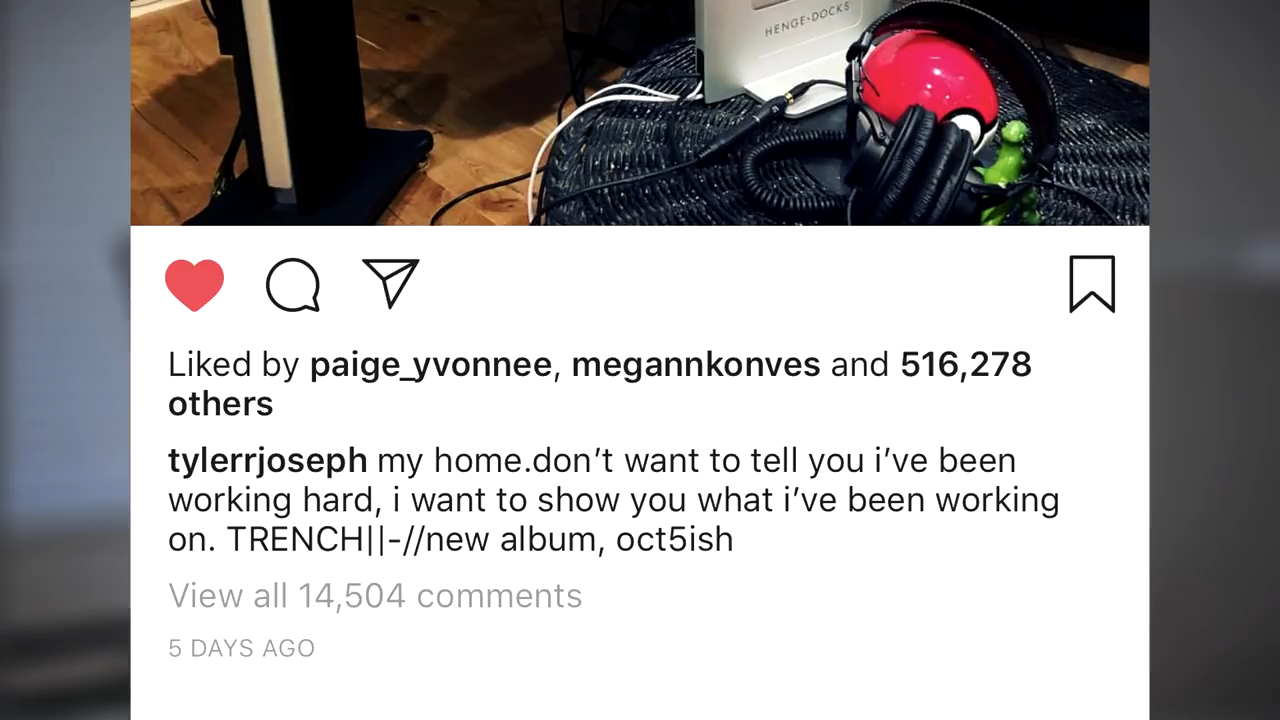 HENGE·DOCKS
Liked by paige_yvonnee, megannkonves and 516,278
others
tylerrjoseph my home.don’t want to tell you i’ve been
working hard, i want to show you what i’ve been working
on. TRENCH||-//new album, oct5ish
View all 14,504 comments
5 DAYS AGO